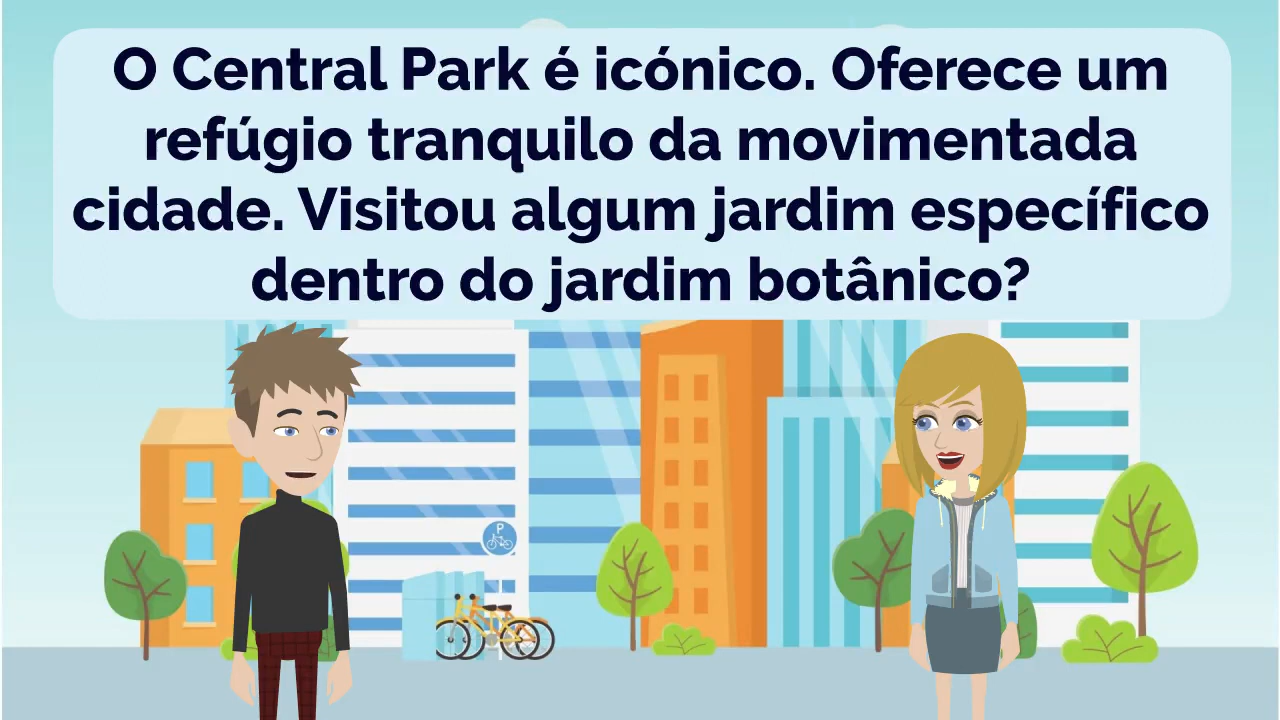 O Central Park é icónico. Oferece um
refúgio tranquilo da movimentada
cidade. Visitou algum jardim específico
dentro do jardim botânico?
P